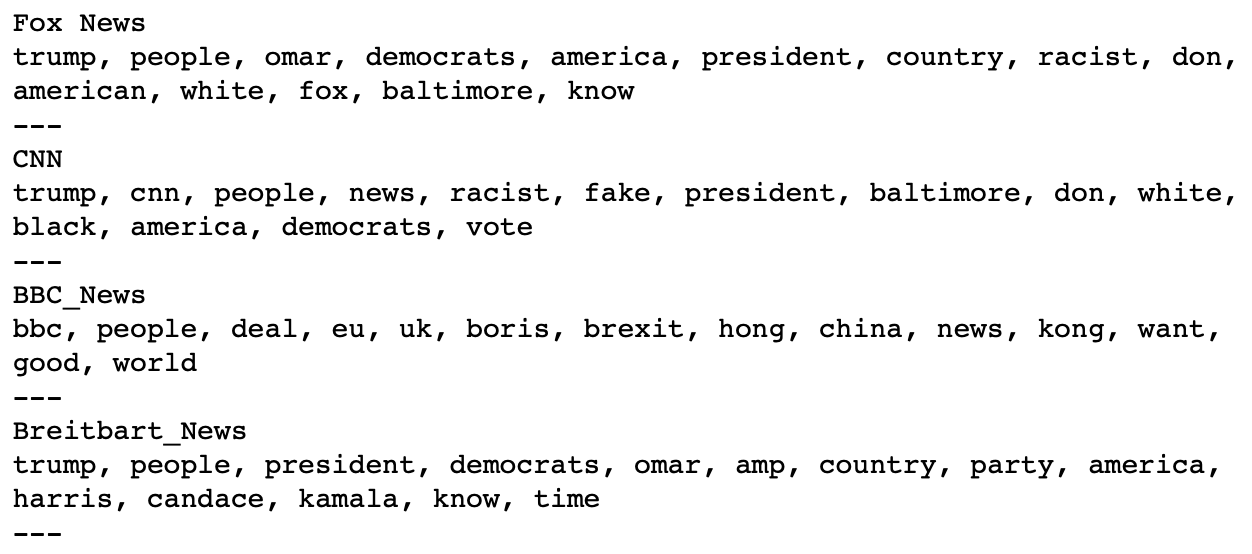 Fox News
trump, people, omar, democrats, america, president, country, racist, don,
american, white, fox, baltimore, know
---
CNN
trump, cnn, people, news, racist, fake, president, baltimore, don, white,
black, america, democrats, vote
---
BBC_News
bbc, people, deal, eu, uk, boris, brexit, hong, china, news, kong, want,
good, world
---
Breitbart_News
trump, people, president, democrats, omar, amp, country, party, america,
harris, candace, kamala, know, time
---